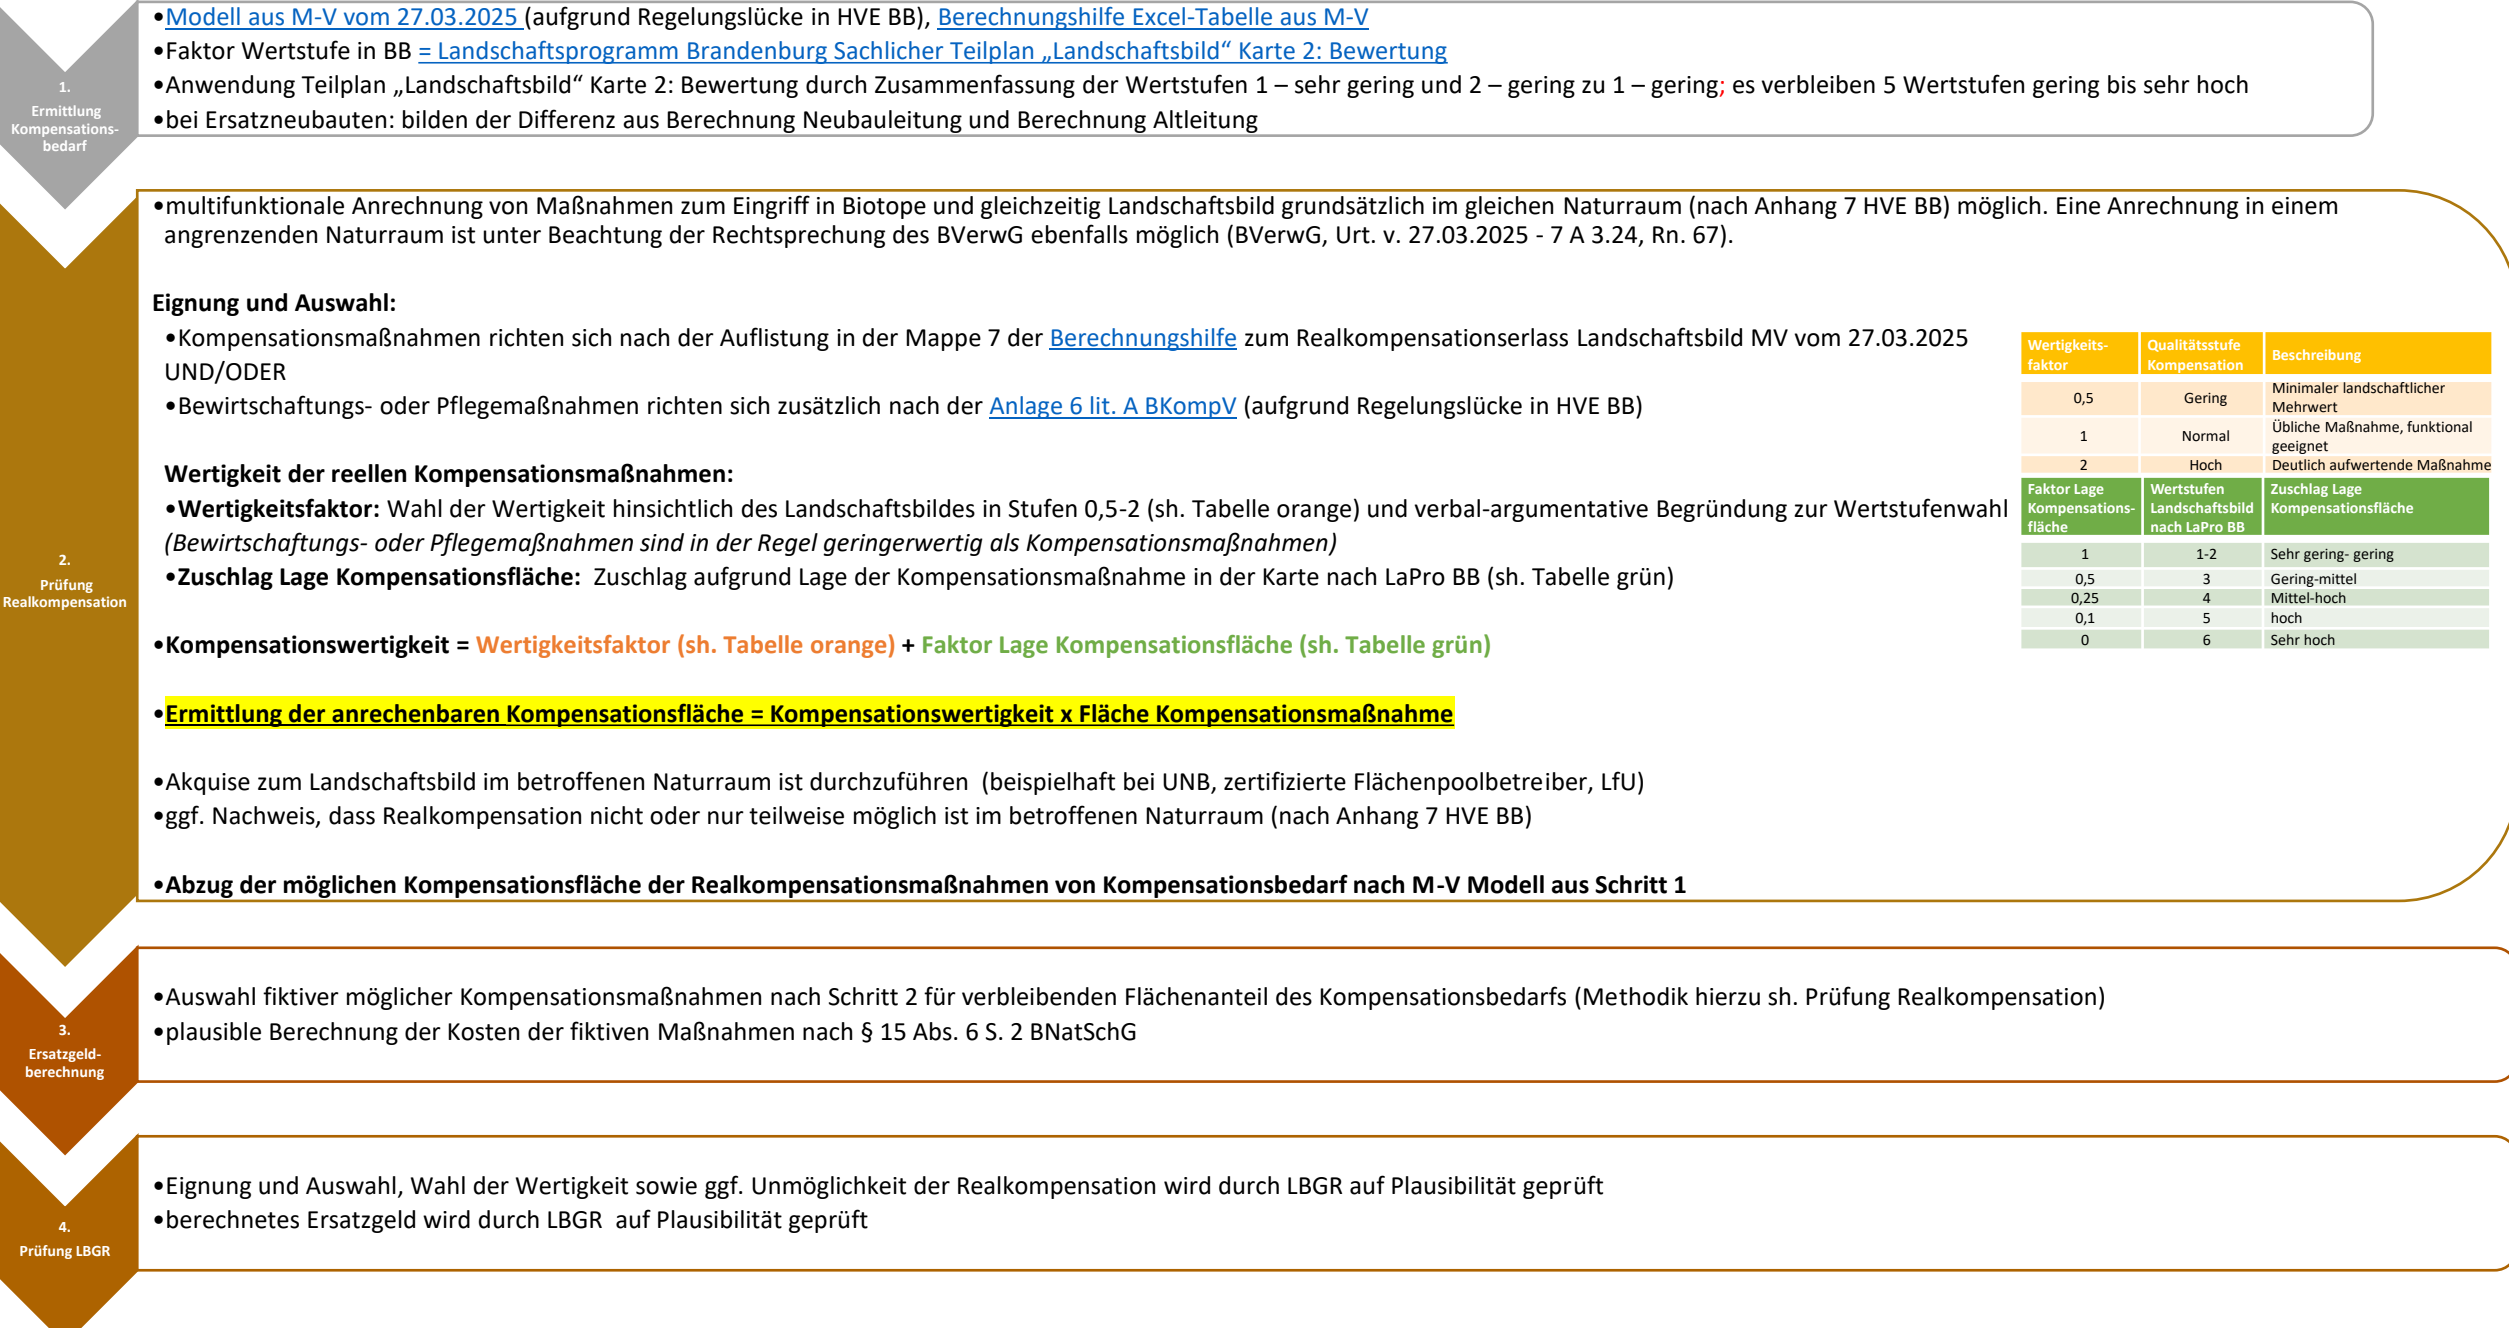 1.
Ermittlung
Kompensations-
bedarf
•Modell aus M-V vom 27.03.2025 (aufgrund Regelungslücke in HVE BB), Berechnungshilfe Excel-Tabelle aus M-V
•Faktor Wertstufe in BB = Landschaftsprogramm Brandenburg Sachlicher Teilplan „Landschaftsbild“ Karte 2: Bewertung
•Anwendung Teilplan „Landschaftsbild“ Karte 2: Bewertung durch Zusammenfassung der Wertstufen 1 – sehr gering und 2 – gering zu 1 – gering; es verbleiben 5 Wertstufen gering bis sehr hoch
•bei Ersatzneubauten: bilden der Differenz aus Berechnung Neubauleitung und Berechnung Altleitung
2.
Prüfung
Realkompensation
•multifunktionale Anrechnung von Maßnahmen zum Eingriff in Biotope und gleichzeitig Landschaftsbild grundsätzlich im gleichen Naturraum (nach Anhang 7 HVE BB) möglich. Eine Anrechnung in einem
angrenzenden Naturraum ist unter Beachtung der Rechtsprechung des BVerwG ebenfalls möglich (BVerwG, Urt. v. 27.03.2025 - 7 A 3.24, Rn. 67).
Eignung und Auswahl:
•Kompensationsmaßnahmen richten sich nach der Auflistung in der Mappe 7 der Berechnungshilfe zum Realkompensationserlass Landschaftsbild MV vom 27.03.2025
UND/ODER
•Bewirtschaftungs- oder Pflegemaßnahmen richten sich zusätzlich nach der Anlage 6 lit. A BKompV (aufgrund Regelungslücke in HVE BB)
Wertigkeit der reellen Kompensationsmaßnahmen:
•Wertigkeitsfaktor: Wahl der Wertigkeit hinsichtlich des Landschaftsbildes in Stufen 0,5-2 (sh. Tabelle orange) und verbal-argumentative Begründung zur Wertstufenwahl
(Bewirtschaftungs- oder Pflegemaßnahmen sind in der Regel geringerwertig als Kompensationsmaßnahmen)
•Zuschlag Lage Kompensationsfläche: Zuschlag aufgrund Lage der Kompensationsmaßnahme in der Karte nach LaPro BB (sh. Tabelle grün)
•Kompensationswertigkeit = Wertigkeitsfaktor (sh. Tabelle orange) + Faktor Lage Kompensationsfläche (sh. Tabelle grün)
•Ermittlung der anrechenbaren Kompensationsfläche = Kompensationswertigkeit x Fläche Kompensationsmaßnahme
•Akquise zum Landschaftsbild im betroffenen Naturraum ist durchzuführen (beispielhaft bei UNB, zertifizierte Flächenpoolbetreiber, LfU)
•ggf. Nachweis, dass Realkompensation nicht oder nur teilweise möglich ist im betroffenen Naturraum (nach Anhang 7 HVE BB)
•Abzug der möglichen Kompensationsfläche der Realkompensationsmaßnahmen von Kompensationsbedarf nach M-V Modell aus Schritt 1
Wertigkeits-
faktor
Qualitätsstufe
Kompensation
Beschreibung
0,5 Gering Minimaler landschaftlicher
Mehrwert
1 Normal Übliche Maßnahme, funktional
geeignet
2 Hoch Deutlich aufwertende Maßnahme
Faktor Lage
Kompensations-
fläche
Wertstufen
Landschaftsbild
nach LaPro BB
Zuschlag Lage
Kompensationsfläche
1 1-2 Sehr gering- gering
0,5 3 Gering-mittel
0,25 4 Mittel-hoch
0,1 5 hoch
0 6 Sehr hoch
3.
Ersatzgeld-
berechnung
•Auswahl fiktiver möglicher Kompensationsmaßnahmen nach Schritt 2 für verbleibenden Flächenanteil des Kompensationsbedarfs (Methodik hierzu sh. Prüfung Realkompensation)
•plausible Berechnung der Kosten der fiktiven Maßnahmen nach § 15 Abs. 6 S. 2 BNatSchG
4.
Prüfung LBGR
•Eignung und Auswahl, Wahl der Wertigkeit sowie ggf. Unmöglichkeit der Realkompensation wird durch LBGR auf Plausibilität geprüft
•berechnetes Ersatzgeld wird durch LBGR auf Plausibilität geprüft